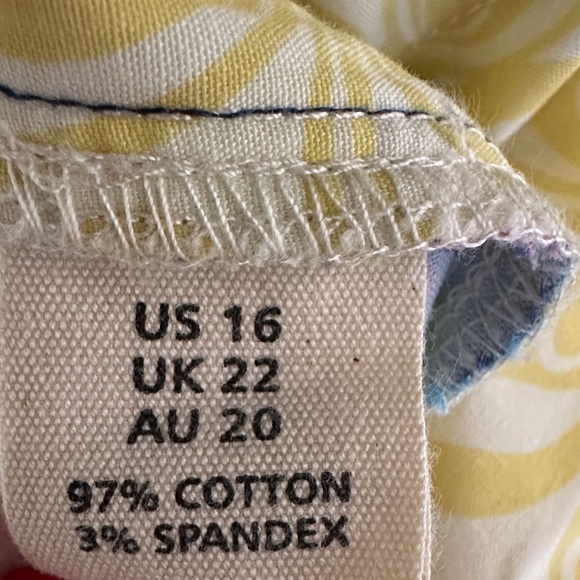 US 16
UK 22
AU 20
97% COTTON
3% SPANDEX